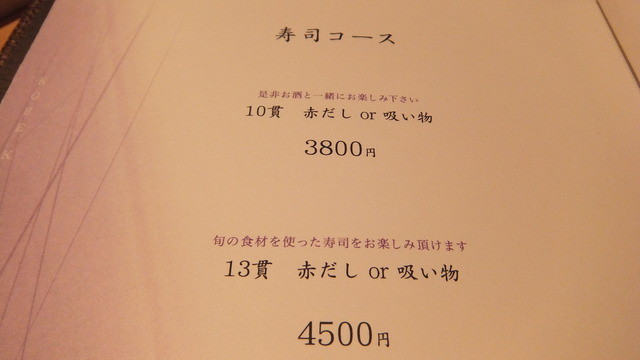 寿司コース
是非お酒と一緒にお楽しみ下さい
10貫 赤だし or 吸い物
3800円
旬の食材を使った寿司をお楽しみ頂けます
13貫 赤だし or 吸い物
4500円